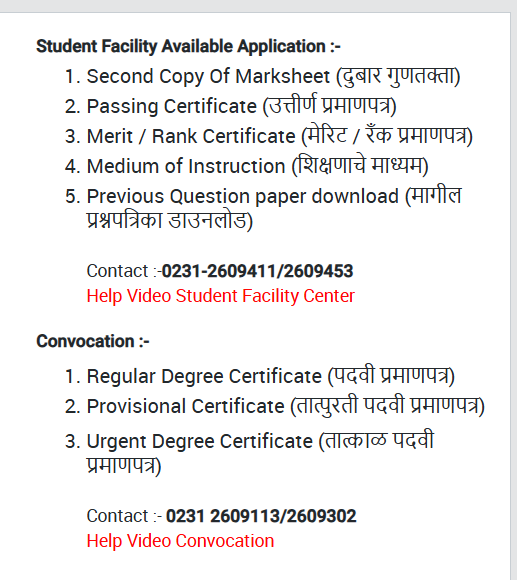 Student Facility Available Application :-
1. Second Copy Of Marksheet (दुबार गुणतक्ता)
2. Passing Certificate (उत्तीर्ण प्रमाणपत्र)
3. Merit / Rank Certificate (मेरिट / रँक प्रमाणपत्र)
4. Medium of Instruction (शिक्षणाचे माध्यम)
5. Previous Question paper download (मागील
प्रश्नपत्रिका डाउनलोड)
Contact :-0231-2609411/2609453
Help Video Student Facility Center
Convocation :-
1. Regular Degree Certificate (पदवी प्रमाणपत्र)
2. Provisional Certificate (तात्पुरती पदवी प्रमाणपत्र)
3. Urgent Degree Certificate (तात्काळ पदवी
प्रमाणपत्र)
Contact :- 0231 2609113/2609302
Help Video Convocation